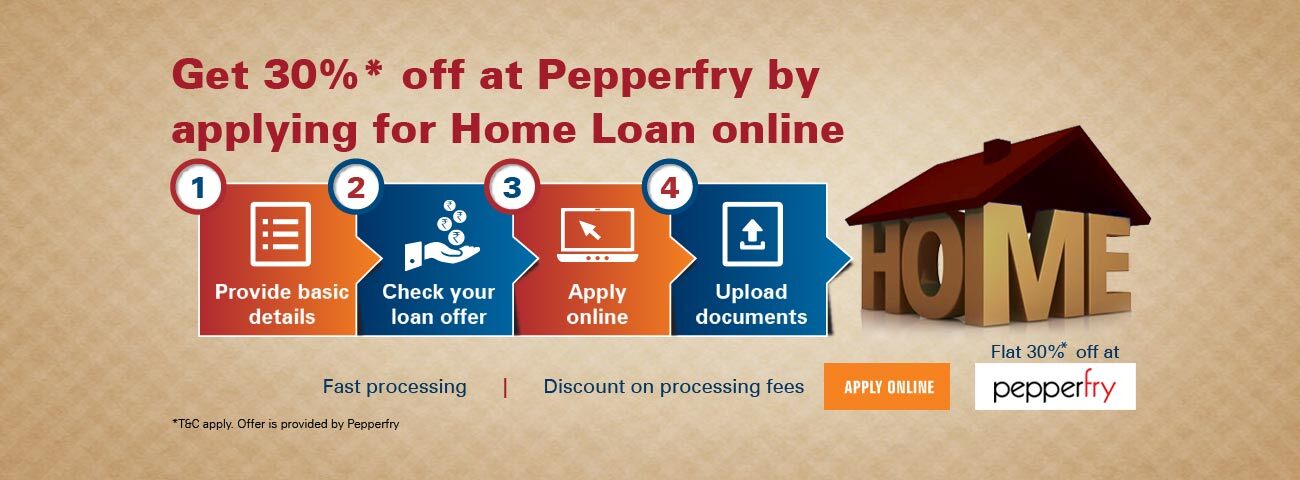 Get 30%* off at Pepperfry by
applying for Home Loan online
1
2
3
4
Provide basic
details
Check your
loan offer
Apply
online
Upload
documents
HOME
Flat 30%* off at
pepperfry
Fast processing | Discount on processing fees
APPLY ONLINE
*T&C apply. Offer is provided by Pepperfry